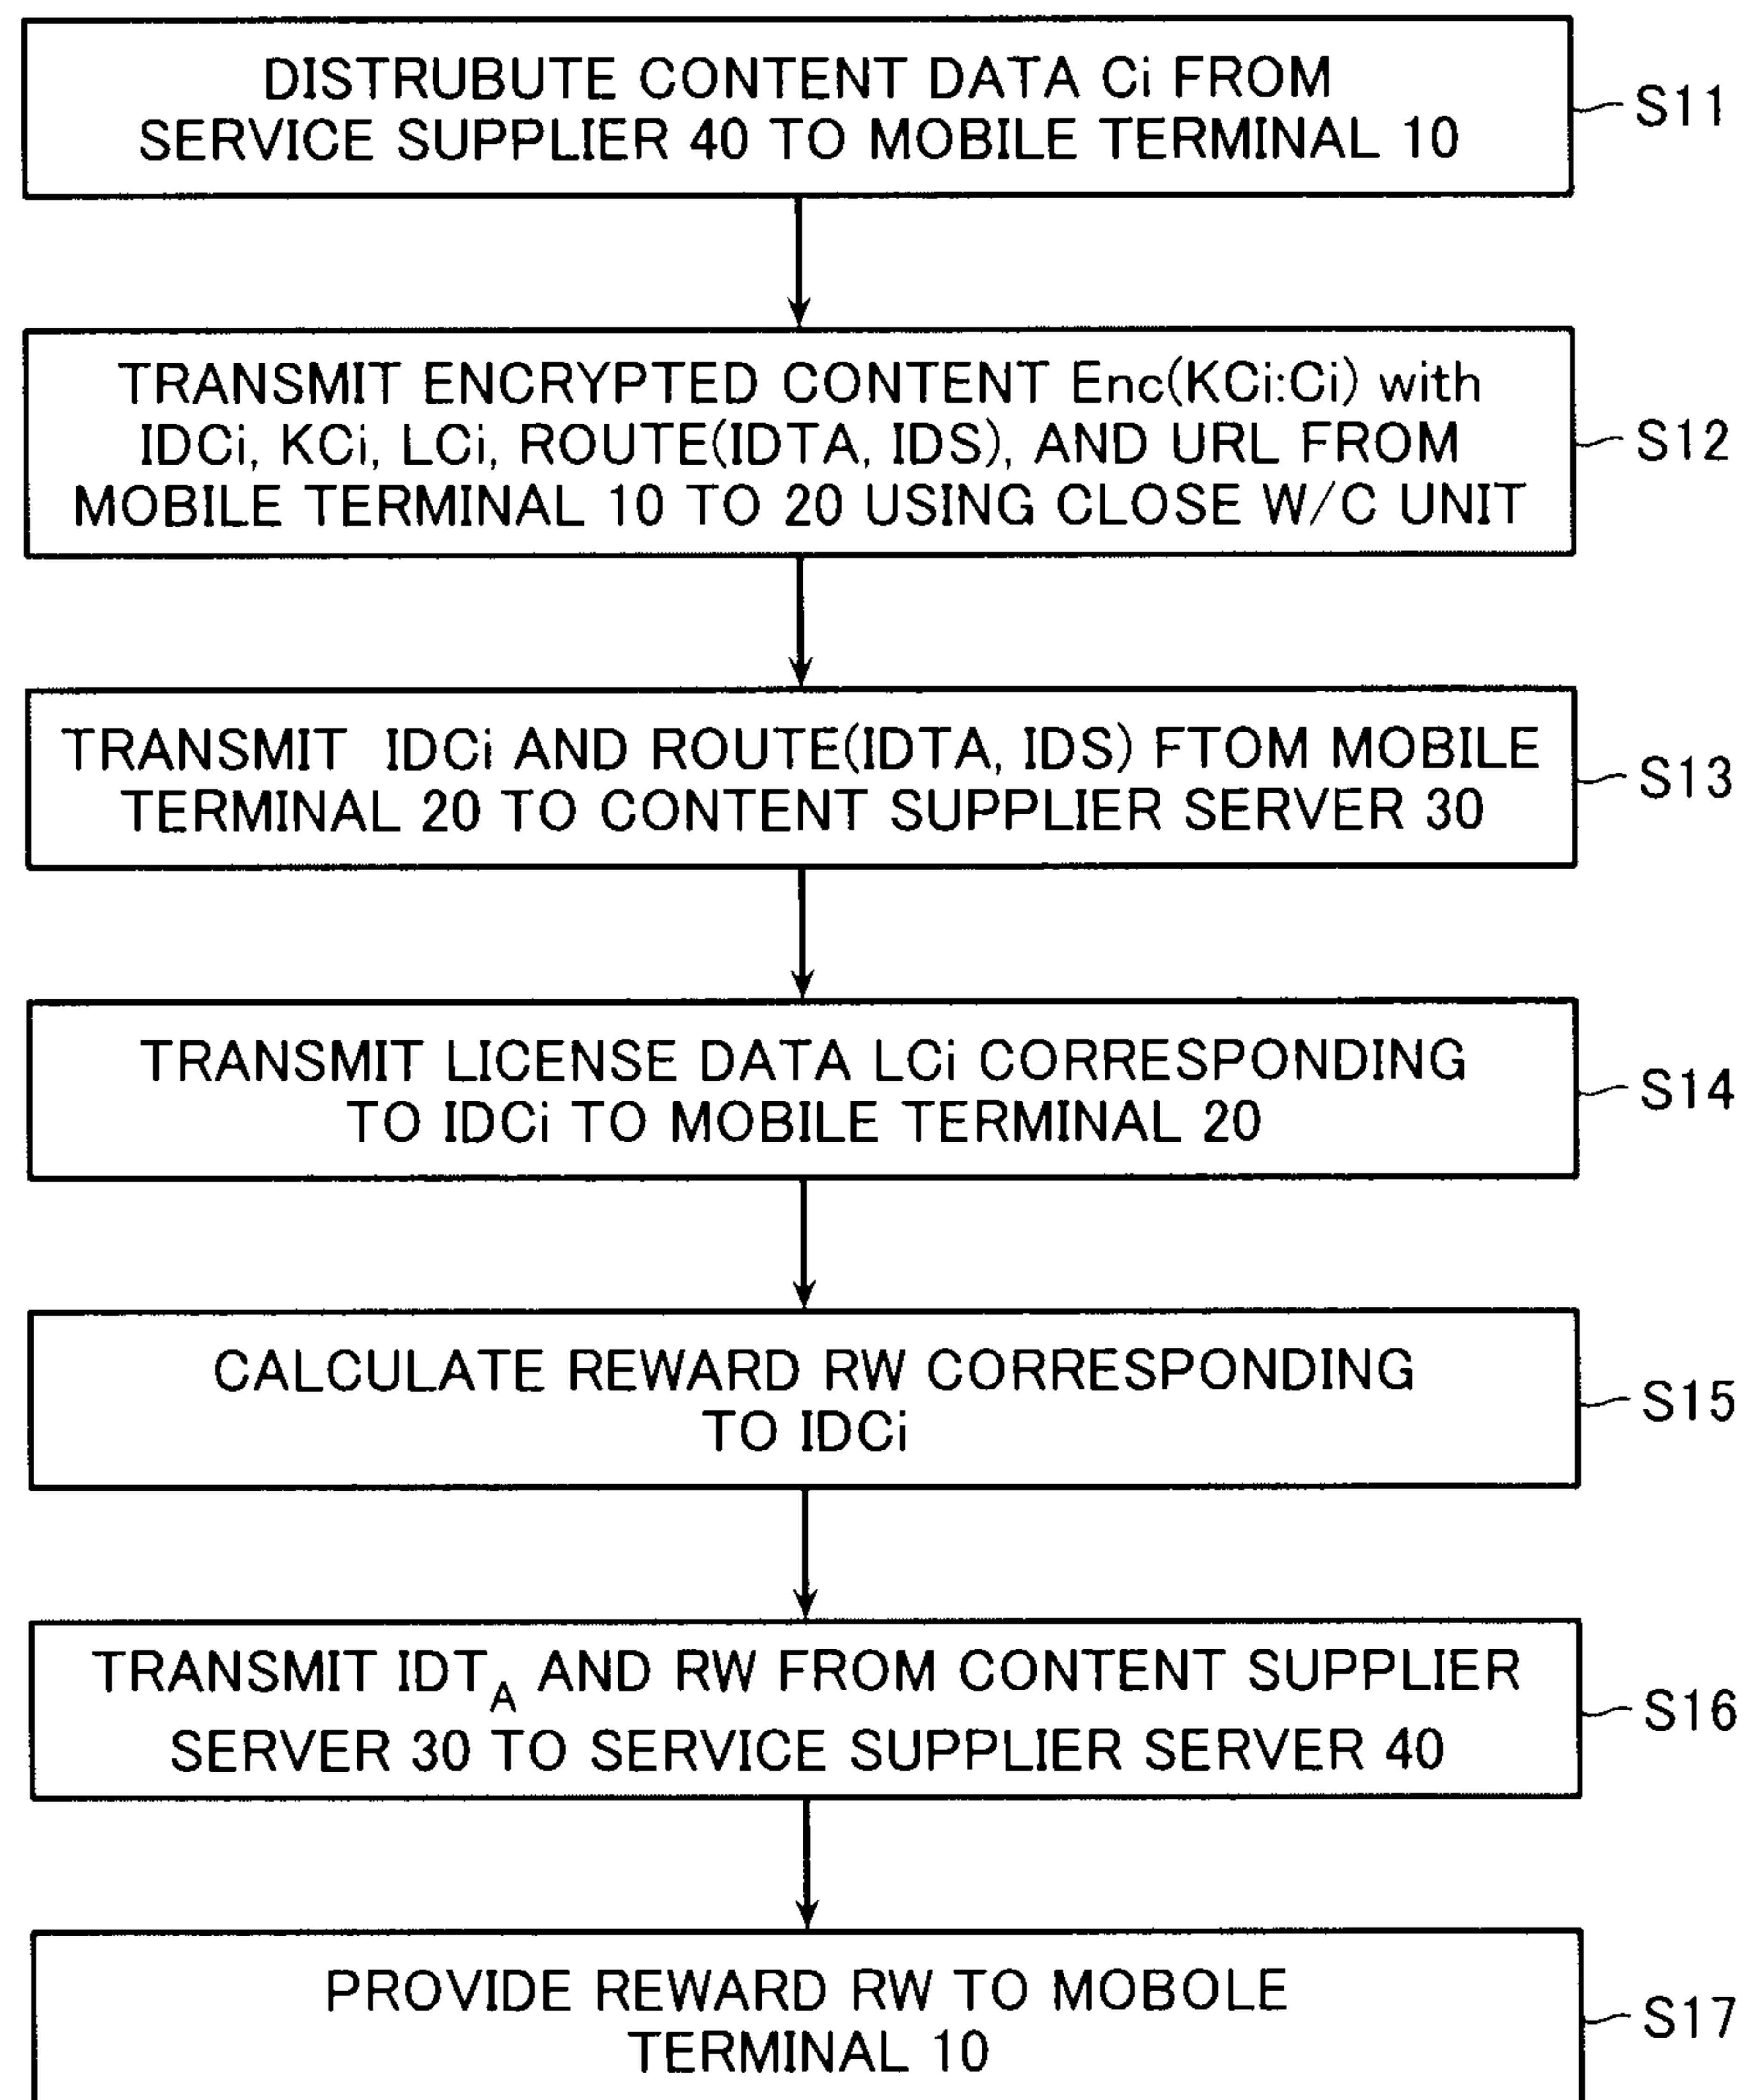 DISTRUBUTE CONTENT DATA Ci FROM
SERVICE SUPPLIER 40 TO MOBILE TERMINAL 10
S11
TRANSMIT ENCRYPTED CONTENT Enc(KCi:Ci) with
IDCi, KCi, LCi, ROUTE(IDTA, IDS), AND URL FROM
MOBILE TERMINAL 10 TO 20 USING CLOSE W/C UNIT
S12
TRANSMIT IDCi AND ROUTE(IDTA, IDS) FTOM MOBILE
TERMINAL 20 TO CONTENT SUPPLIER SERVER 30
S13
TRANSMIT LICENSE DATA LCi CORRESPONDING
TO IDCi TO MOBILE TERMINAL 20
S14
CALCULATE REWARD RW CORRESPONDING
TO IDCi
S15
TRANSMIT IDT_A AND RW FROM CONTENT SUPPLIER
SERVER 30 TO SERVICE SUPPLIER SERVER 40
S16
PROVIDE REWARD RW TO MOBOLE
TERMINAL 10
S17